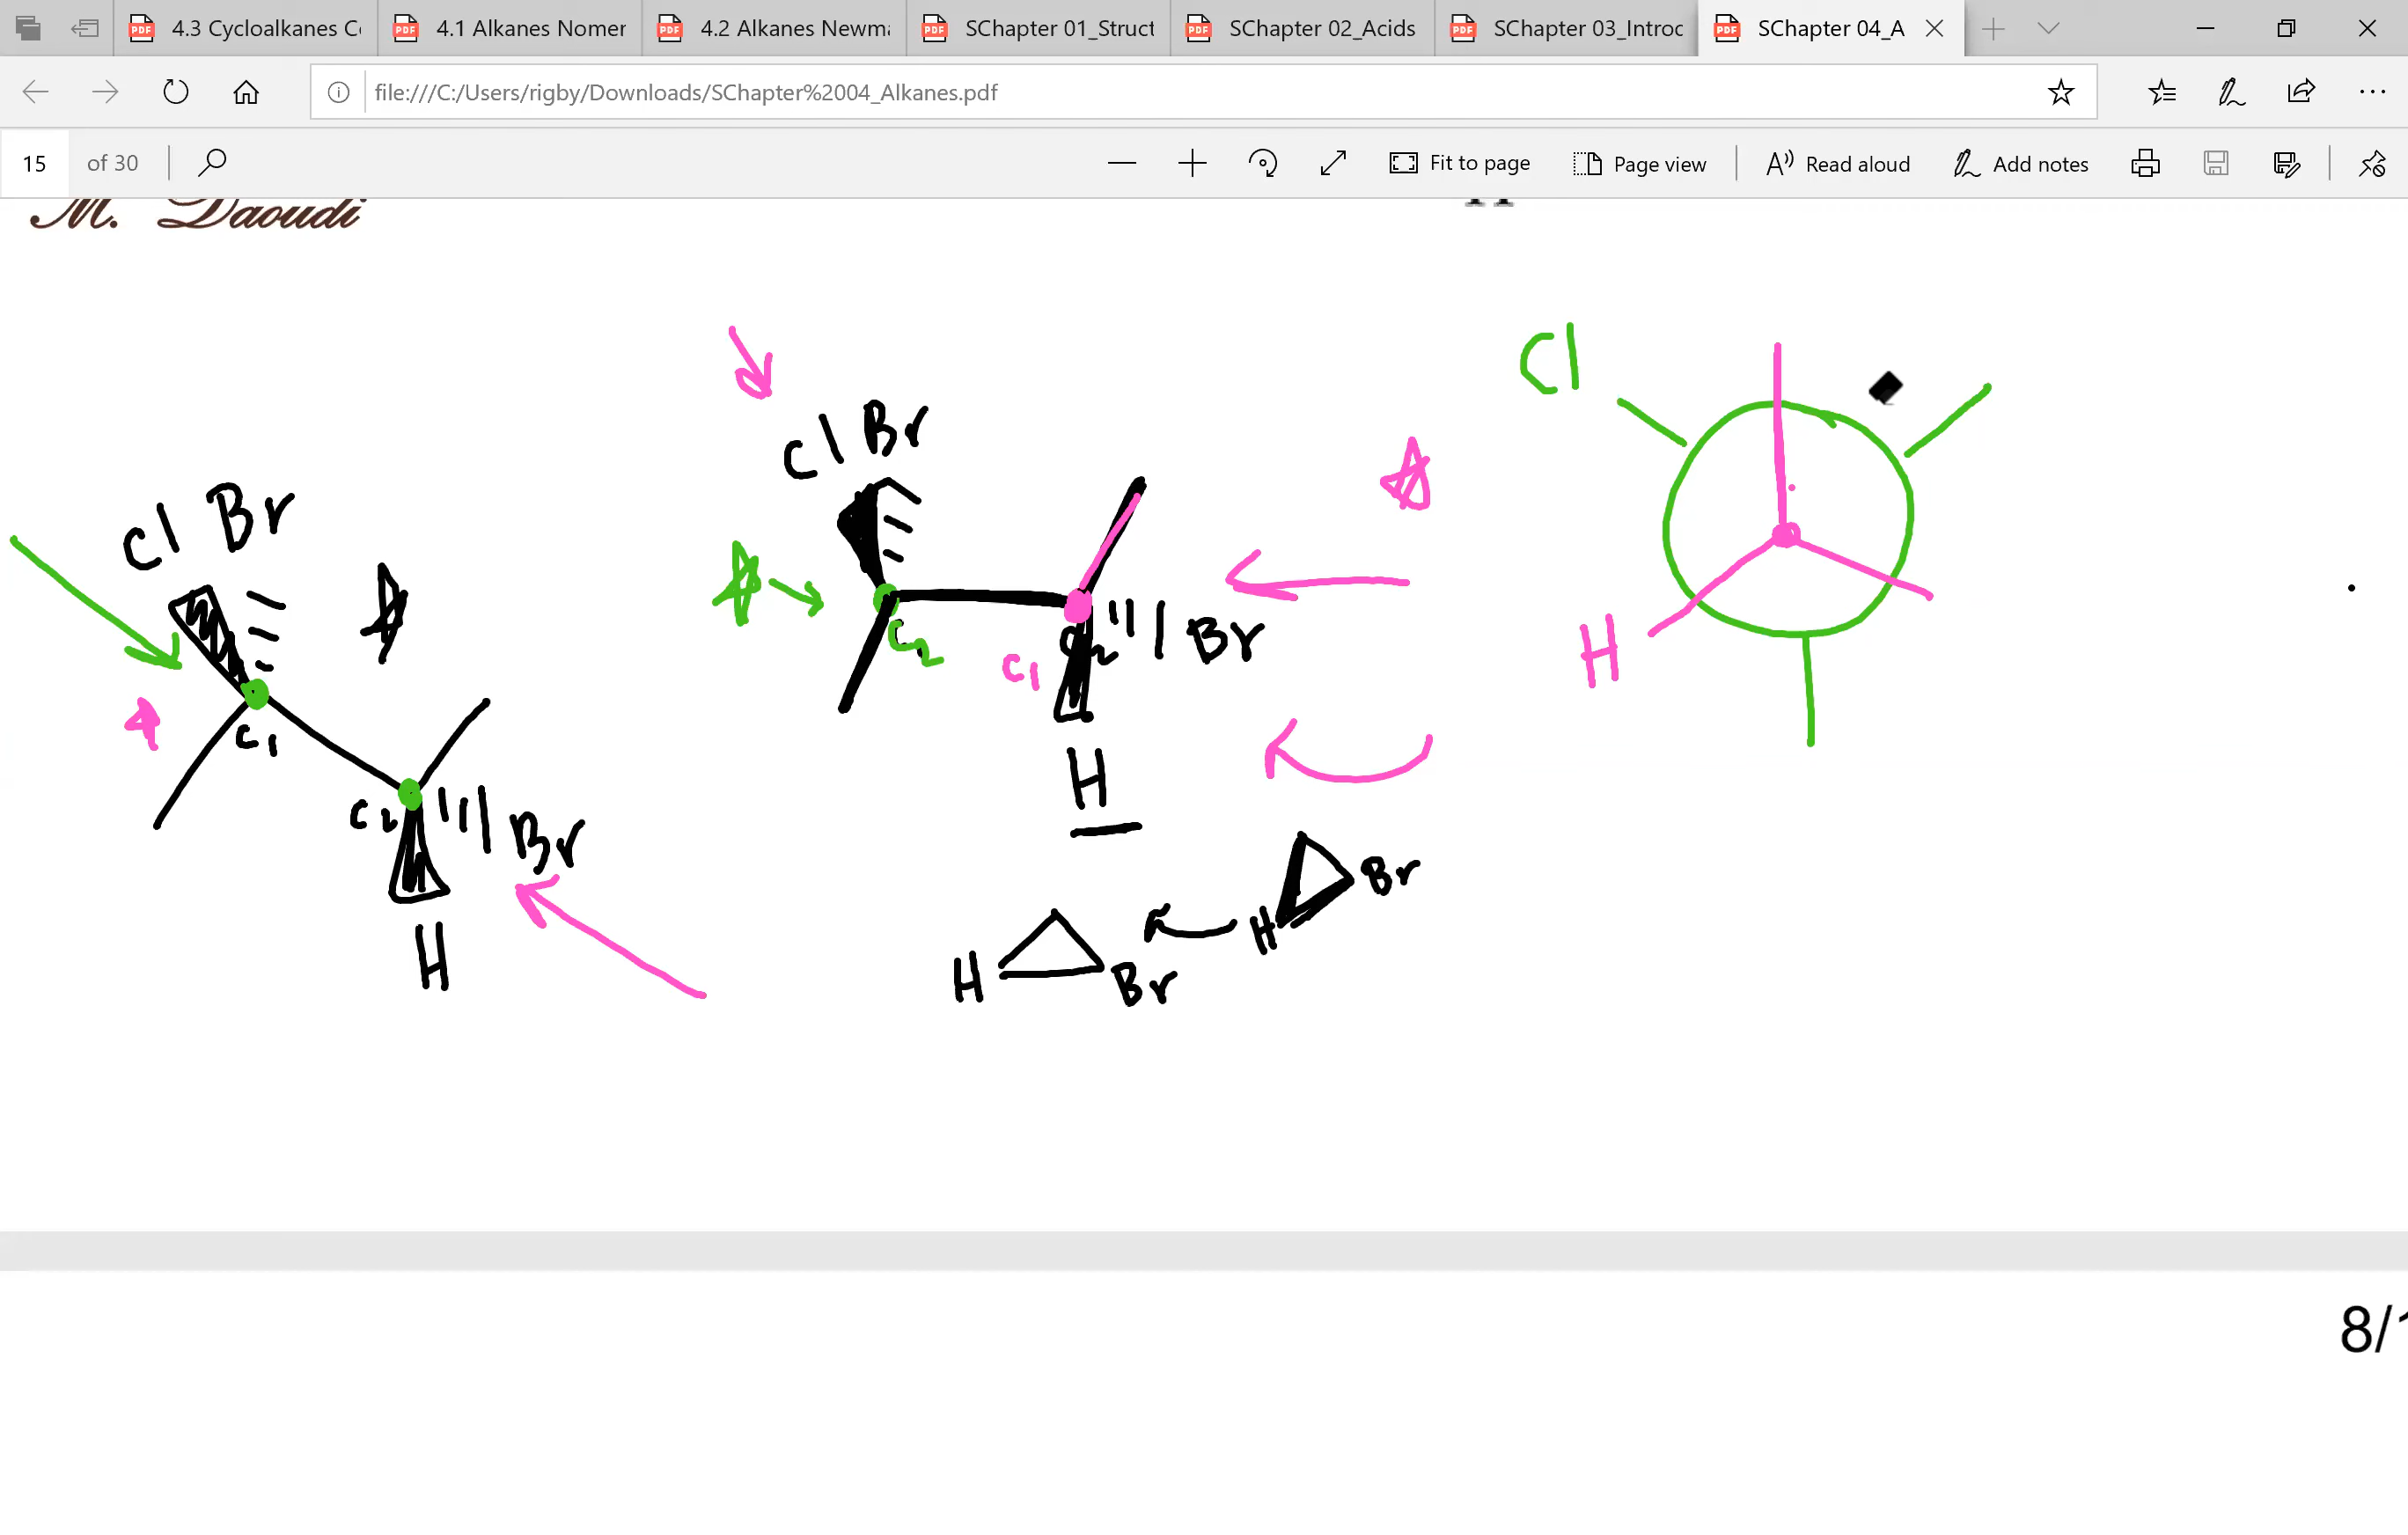 4.3 Cycloalkanes C
4.1 Alkanes Nomer
4.2 Alkanes Newm
SChapter 01_Struct
SChapter 02_Acids
SChapter 03_Introc
SChapter 04_A
file:///C:/Users/rigby/Downloads/SChapter%2004_Alkanes.pdf
15 of 30
Fit to page
Page view
Read aloud
Add notes
M. Daoudi
Cl
Cl Br
Cl Br
C2
C1
C2
Br
H
C1
C2
Br
H
H
H
Br
H
Br
8/